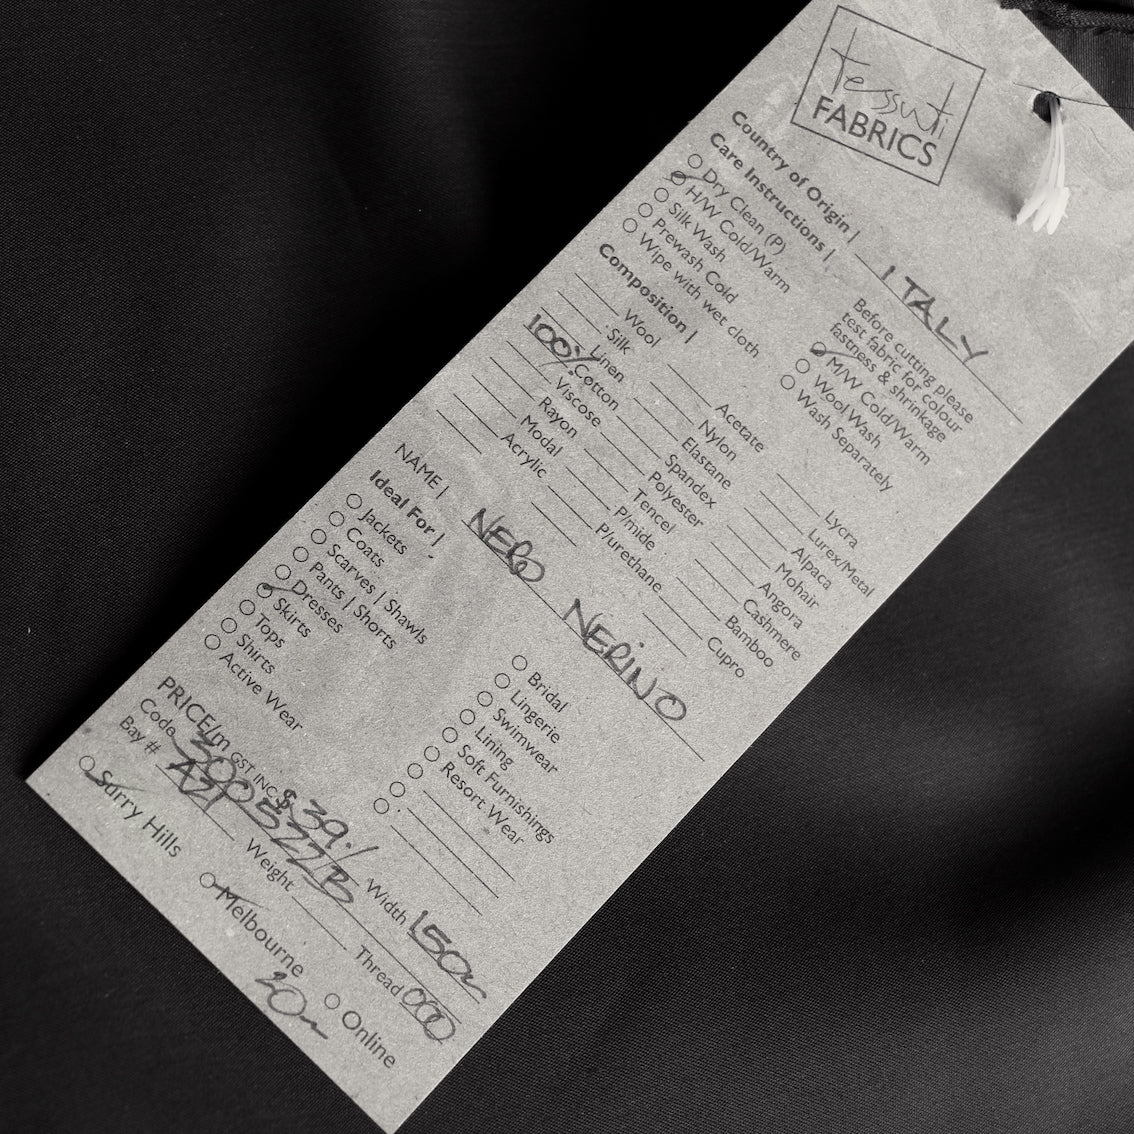 Tessuti
FABRICS
Country of Origin | ITALY
Care Instructions |
Dry Clean (P)
H/W Cold/Warm
Silk Wash
Prewash Cold
Wipe with wet cloth
Before cutting please
test fabric for colour
fastness & shrinkage
M/W Cold/Warm
Wool Wash
Wash Separately
Composition |
Wool
Silk
Linen
100% Cotton
Viscose
Rayon
Modal
Acrylic
Acetate
Nylon
Elastane
Spandex
Polyester
Tencel
P/mide
P/urethane
Lycra
Lurex/Metal
Alpaca
Mohair
Angora
Cashmere
Bamboo
Cupro
NAME | NERO NERINO
Ideal For |
Jackets
Coats
Scarves | Shawls
Pants | Shorts
Dresses
Skirts
Tops
Shirts
Active Wear
Bridal
Lingerie
Swimwear
Lining
Soft Furnishings
Resort Wear
PRICE/m GST INC. $39./
Code 300522B Width 150
Bay # A21 Weight Thread 000
Surry Hills Melbourne Online